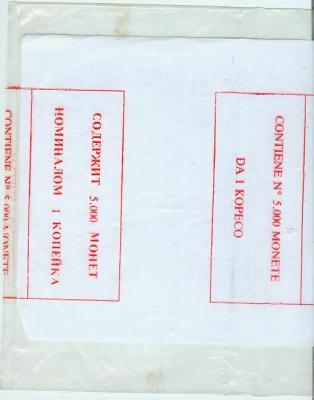 CONTIENE N° 5.000 MONETE
DA 1 KOPECO
СОДЕРЖИТ 5.000 МОНЕТ
НОМИНАЛОМ 1 КОПЕЙКА
CONTIENE N° 5.000 MONETE